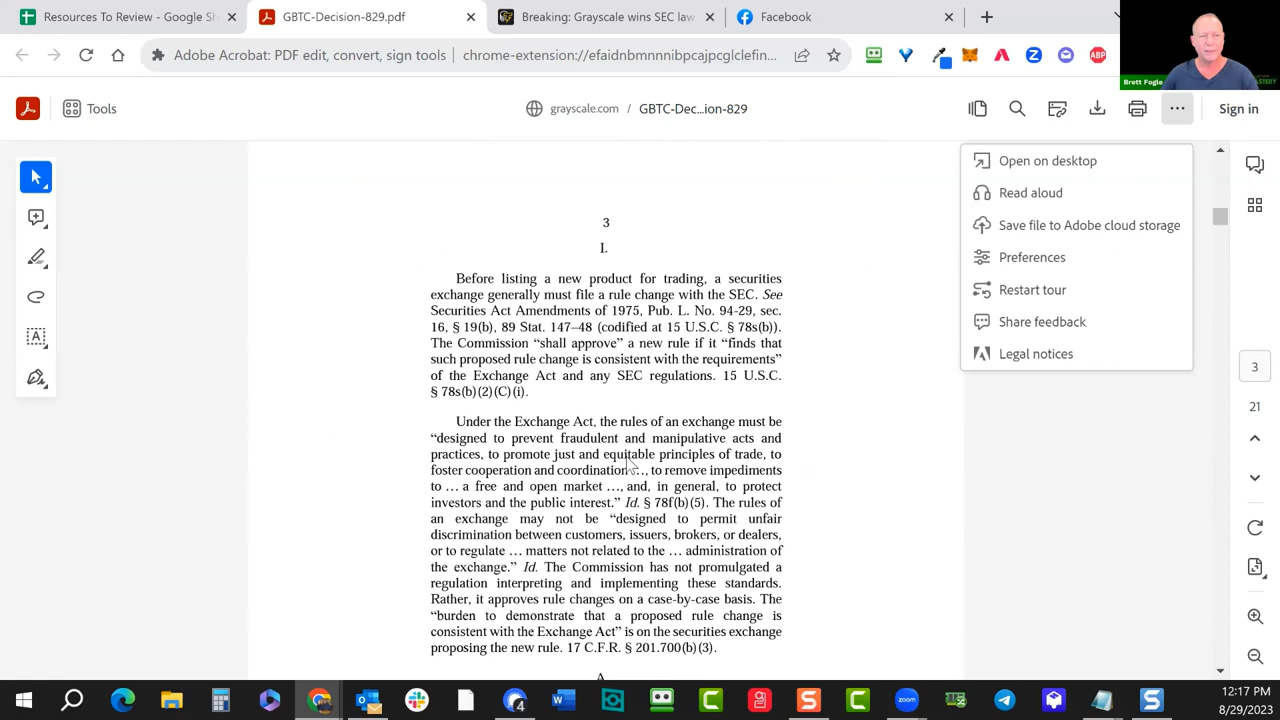 Resources To Review - Google Sh
GBTC-Decision-829.pdf
Breaking: Grayscale wins SEC law
Facebook
Adobe Acrobat: PDF edit, convert, sign tools
chrome-extension://efaidnbmnnnibpcajpcglclefin...
ABP
Brett Fogle
Tools
grayscale.com / GBTC-Dec...ion-829
Sign in
Open on desktop
Read aloud
Save file to Adobe cloud storage
Preferences
Restart tour
Share feedback
Legal notices
3
21
3
I.
Before listing a new product for trading, a securities
exchange generally must file a rule change with the SEC. See
Securities Act Amendments of 1975, Pub. L. No. 94-29, sec.
16, § 19(b), 89 Stat. 147–48 (codified at 15 U.S.C. § 78s(b)).
The Commission “shall approve” a new rule if it “finds that
such proposed rule change is consistent with the requirements”
of the Exchange Act and any SEC regulations. 15 U.S.C.
§ 78s(b)(2)(C)(i).
Under the Exchange Act, the rules of an exchange must be
“designed to prevent fraudulent and manipulative acts and
practices, to promote just and equitable principles of trade, to
foster cooperation and coordination …, to remove impediments
to … a free and open market …, and, in general, to protect
investors and the public interest.” Id. § 78f(b)(5). The rules of
an exchange may not be “designed to permit unfair
discrimination between customers, issuers, brokers, or dealers,
or to regulate … matters not related to the … administration of
the exchange.” Id. The Commission has not promulgated a
regulation interpreting and implementing these standards.
Rather, it approves rule changes on a case-by-case basis. The
“burden to demonstrate that a proposed rule change is
consistent with the Exchange Act” is on the securities exchange
proposing the new rule. 17 C.F.R. § 201.700(b)(3).
12:17 PM
8/29/2023